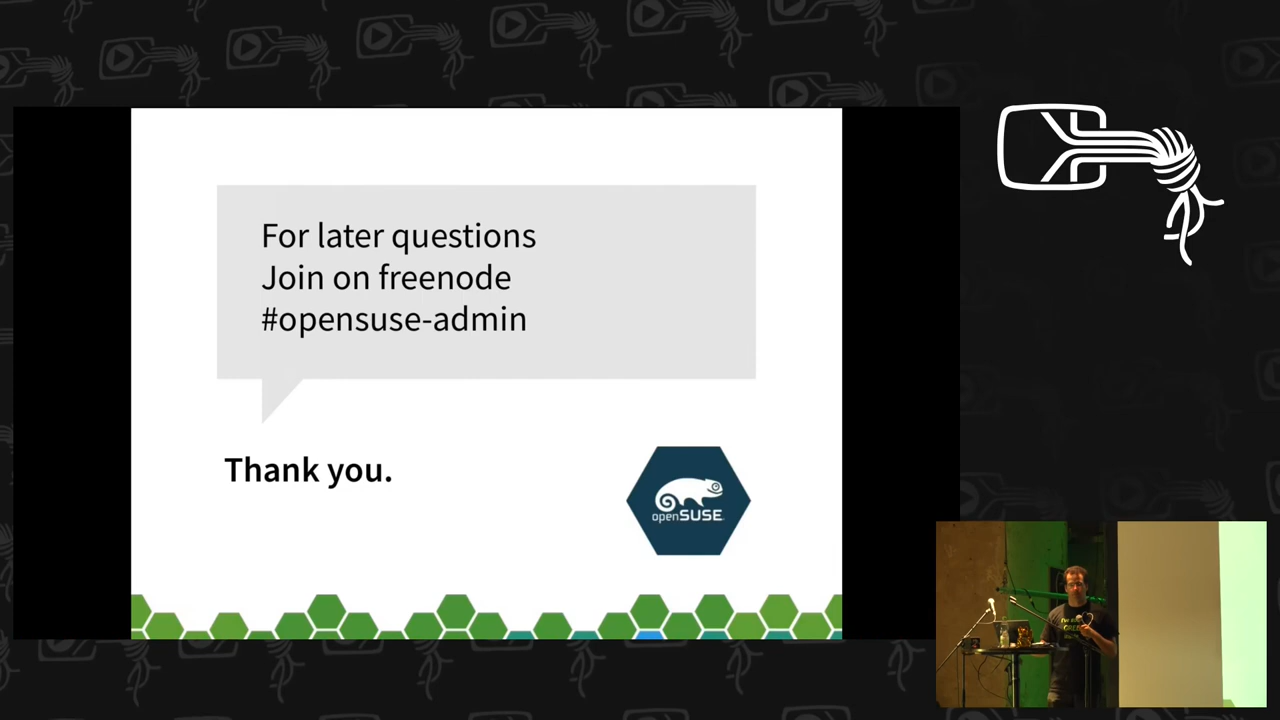 For later questions
Join on freenode
#opensuse-admin
Thank you.
openSUSE